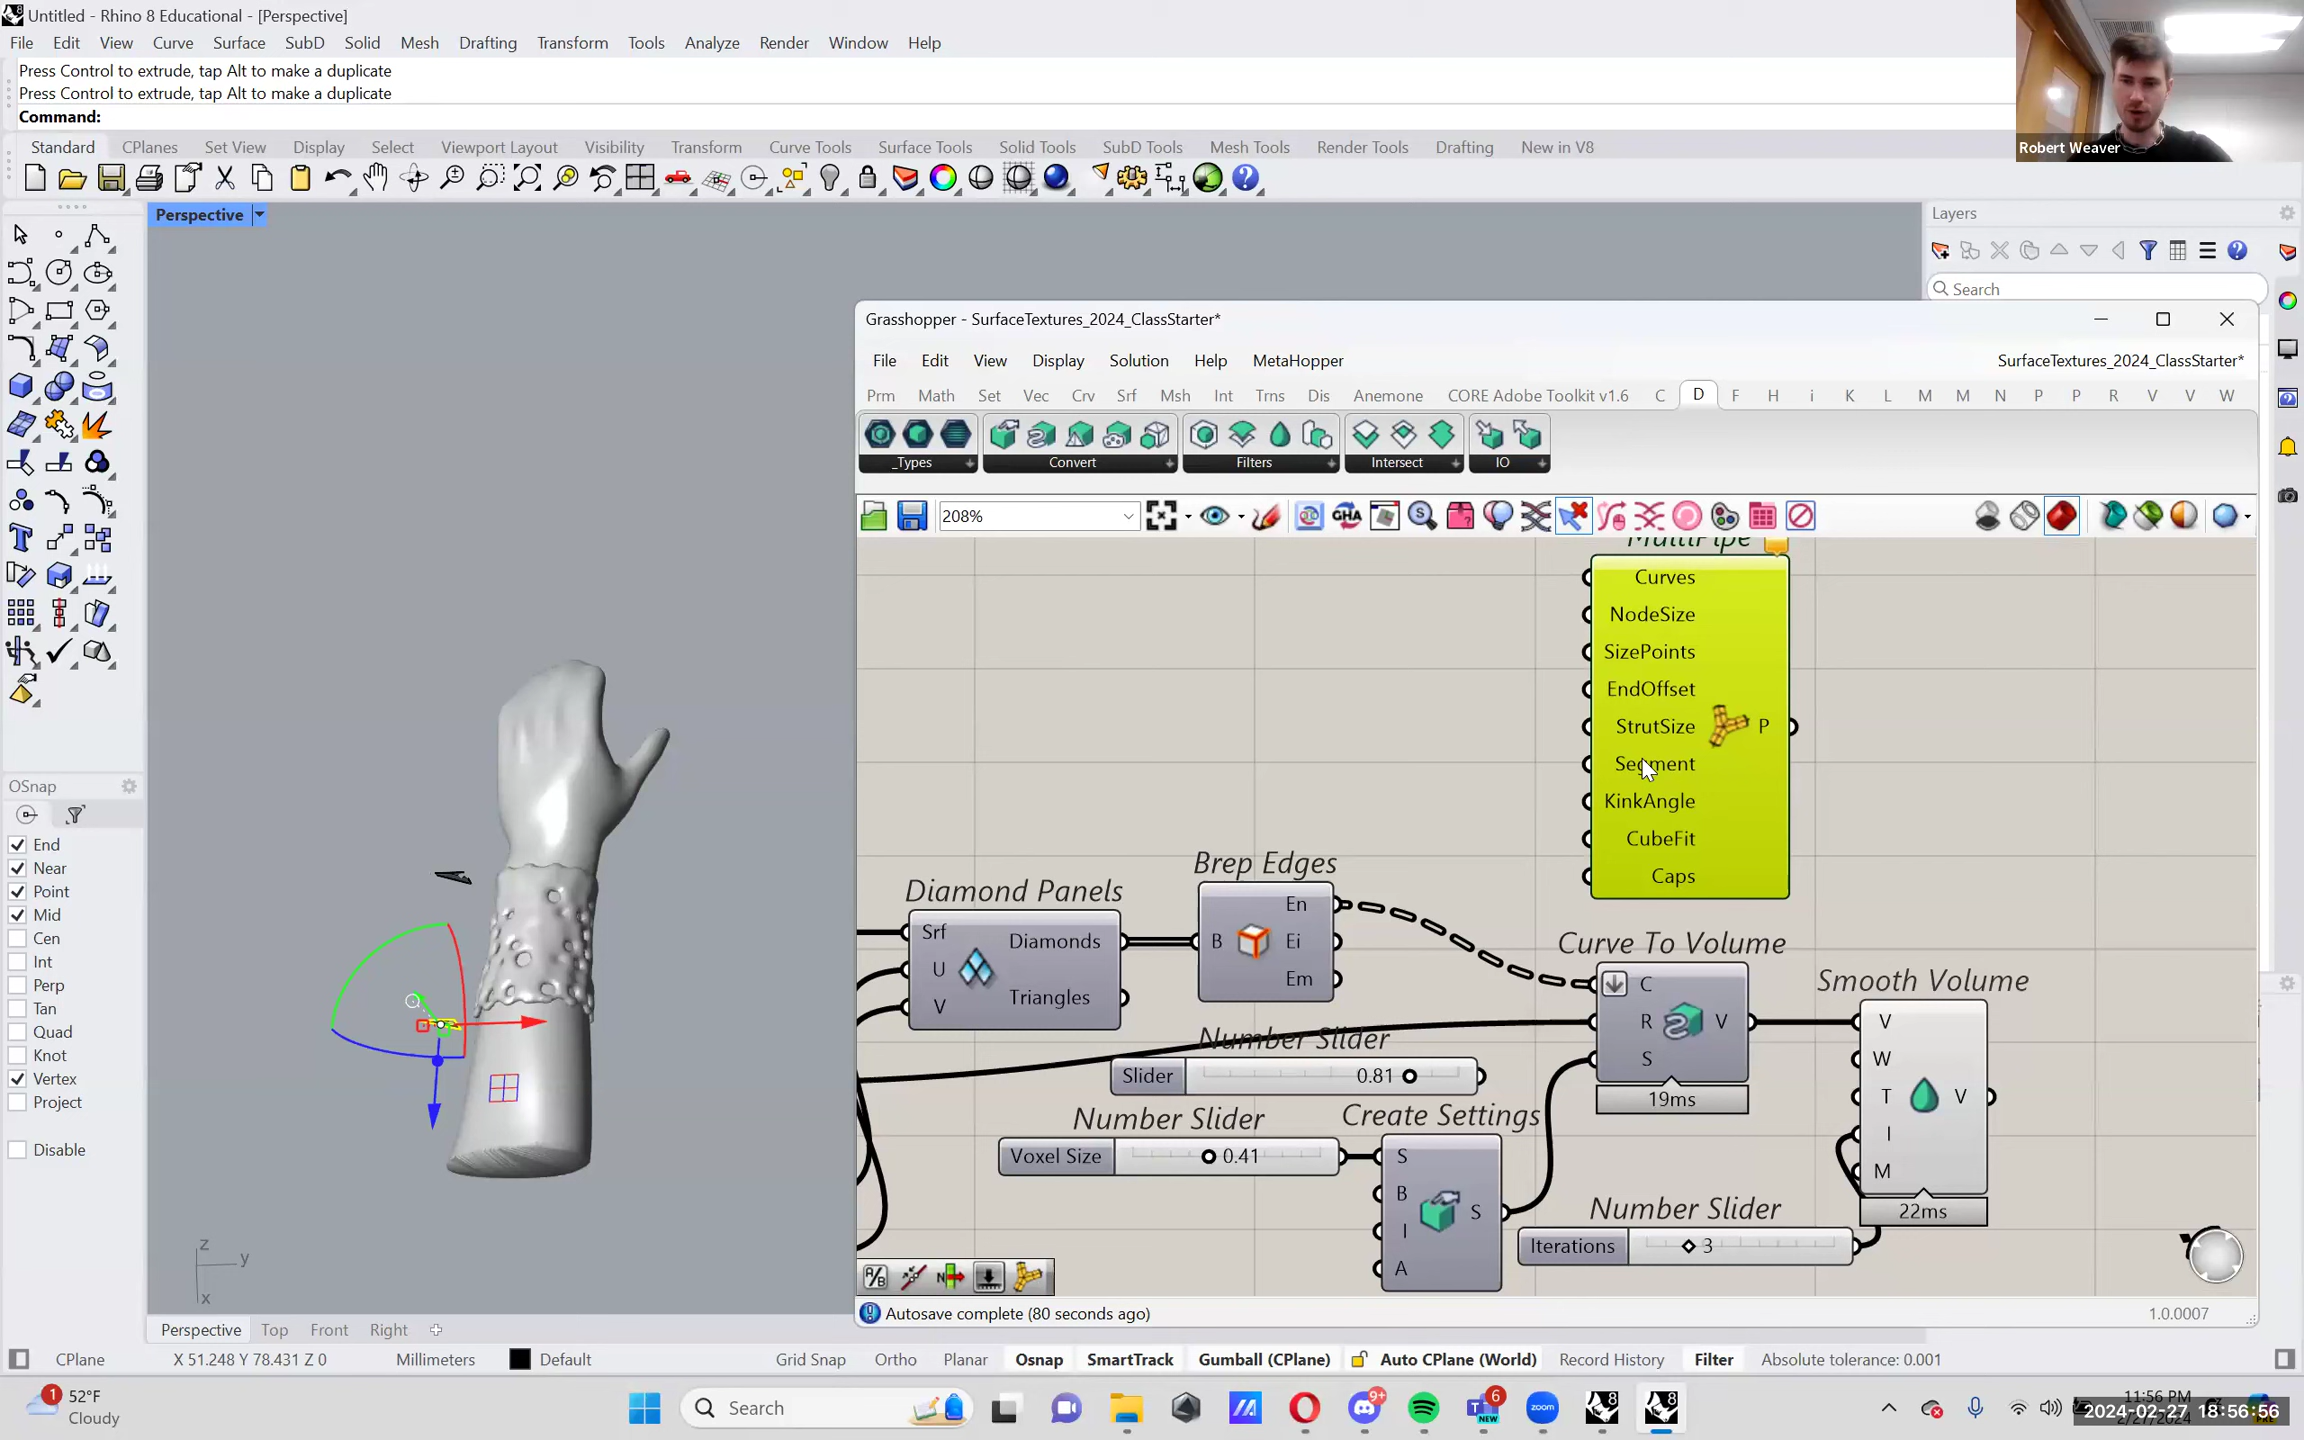 Untitled - Rhino 8 Educational - [Perspective]
File Edit View Curve Surface SubD Solid Mesh Drafting Transform Tools Analyze Render Window Help
Press Control to extrude, tap Alt to make a duplicate
Press Control to extrude, tap Alt to make a duplicate
Command:
Robert Weaver
Standard CPlanes Set View Display Select Viewport Layout Visibility Transform Curve Tools Surface Tools Solid Tools SubD Tools Mesh Tools Render Tools Drafting New in V8
Perspective
Layers
Search
Grasshopper - SurfaceTextures_2024_ClassStarter*
File Edit View Display Solution Help MetaHopper SurfaceTextures_2024_ClassStarter*
Prm Math Set Vec Crv Srf Msh Int Trns Dis Anemone CORE Adobe Toolkit v1.6 C D F H i K L M M N P P R V V W
_Types Convert Filters Intersect IO
208%
GHA
MultiPipe
Curves
NodeSize
SizePoints
EndOffset
StrutSize P
Segment
KinkAngle
CubeFit
Caps
Brep Edges
Diamond Panels
En
Srf Diamonds B Ei
U
V Triangles Em
Curve To Volume
C
R V
S
19ms
Smooth Volume
V
W
T V
I
M
22ms
Number Slider
Slider 0.81
Number Slider
Voxel Size 0.41
Create Settings
S
B
I S
A
Number Slider
Iterations 3
Autosave complete (80 seconds ago) 1.0.0007
OSnap
End
Near
Point
Mid
Cen
Int
Perp
Tan
Quad
Knot
Vertex
Project
Disable
z
y
x
Perspective Top Front Right
CPlane X 51.248 Y 78.431 Z 0 Millimeters Default Grid Snap Ortho Planar Osnap SmartTrack Gumball (CPlane) Auto CPlane (World) Record History Filter Absolute tolerance: 0.001
1 52°F
Cloudy
Search
9+
6
NEW
zoom
11:56 PM
2024-02-27 18:56:56